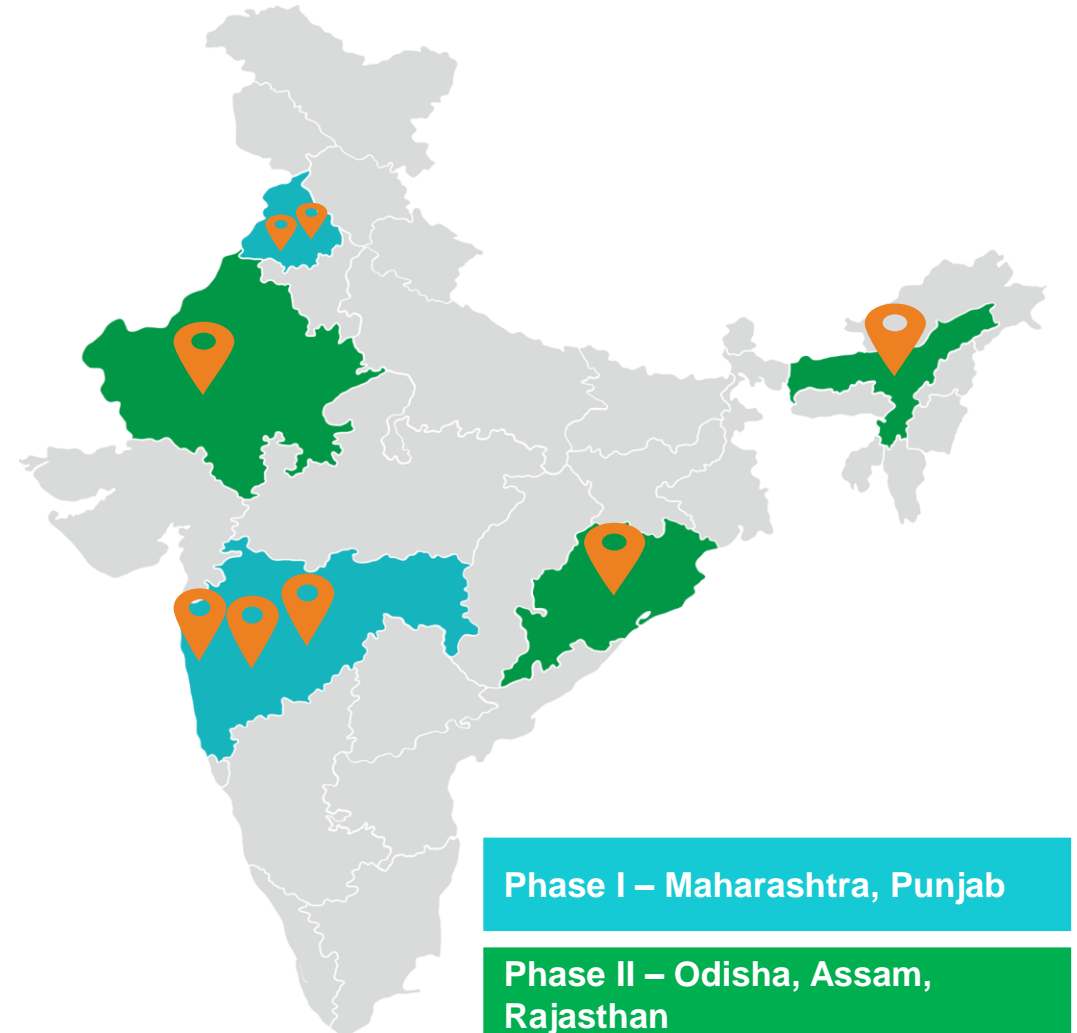 Phase I – Maharashtra, Punjab
Phase II – Odisha, Assam,
Rajasthan